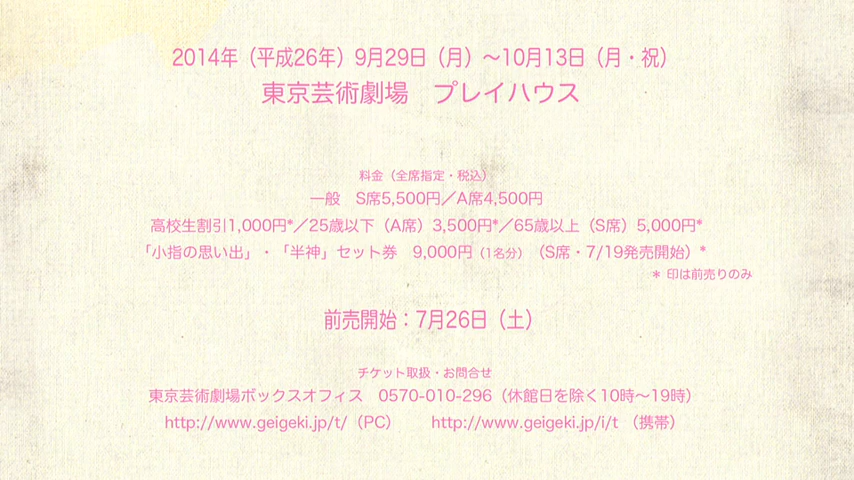 2014年（平成26年）9月29日（月）〜10月13日（月・祝）
東京芸術劇場　プレイハウス
料金（全席指定・税込）
一般　S席5,500円／A席4,500円
高校生割引1,000円*／25歳以下（A席）3,500円*／65歳以上（S席）5,000円*
「小指の思い出」・「半神」セット券　9,000円（1名分）（S席・7/19発売開始）*
＊ 印は前売りのみ
前売開始：7月26日（土）
チケット取扱・お問合せ
東京芸術劇場ボックスオフィス　0570-010-296（休館日を除く10時〜19時）
http://www.geigeki.jp/t/（PC）　　http://www.geigeki.jp/i/t （携帯）